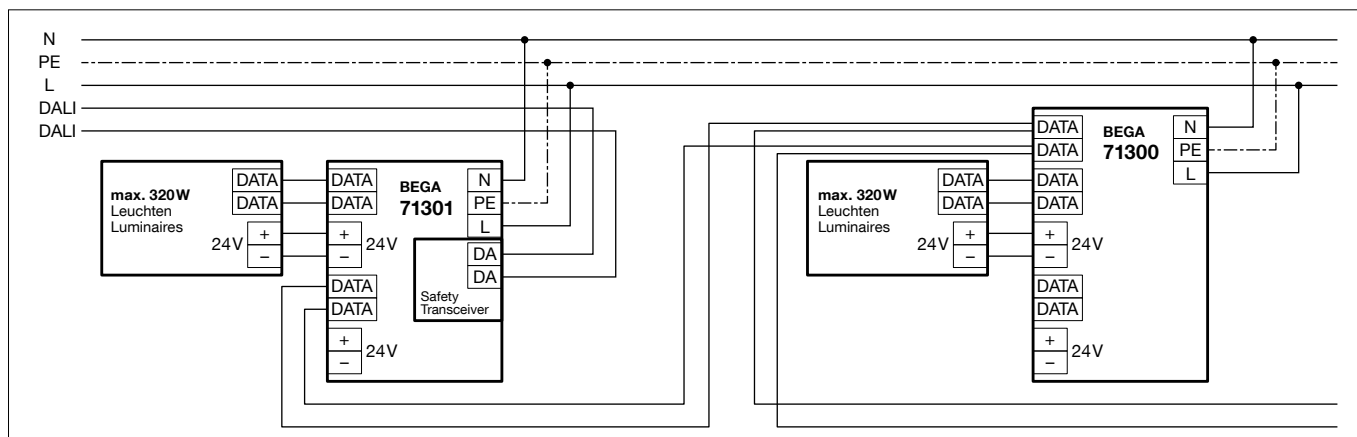 N
PE
L
DALI
DALI
max. 320W
Leuchten
Luminaires
DATA
DATA
24V
+
−
DATA
DATA
+
−
24V
DATA
DATA
+
−
24V
BEGA
71301
N
PE
L
DA
DA
Safety
Transceiver
max. 320W
Leuchten
Luminaires
DATA
DATA
24V
+
−
DATA
DATA
DATA
DATA
+
−
24V
DATA
DATA
+
−
24V
BEGA
71300
N
PE
L